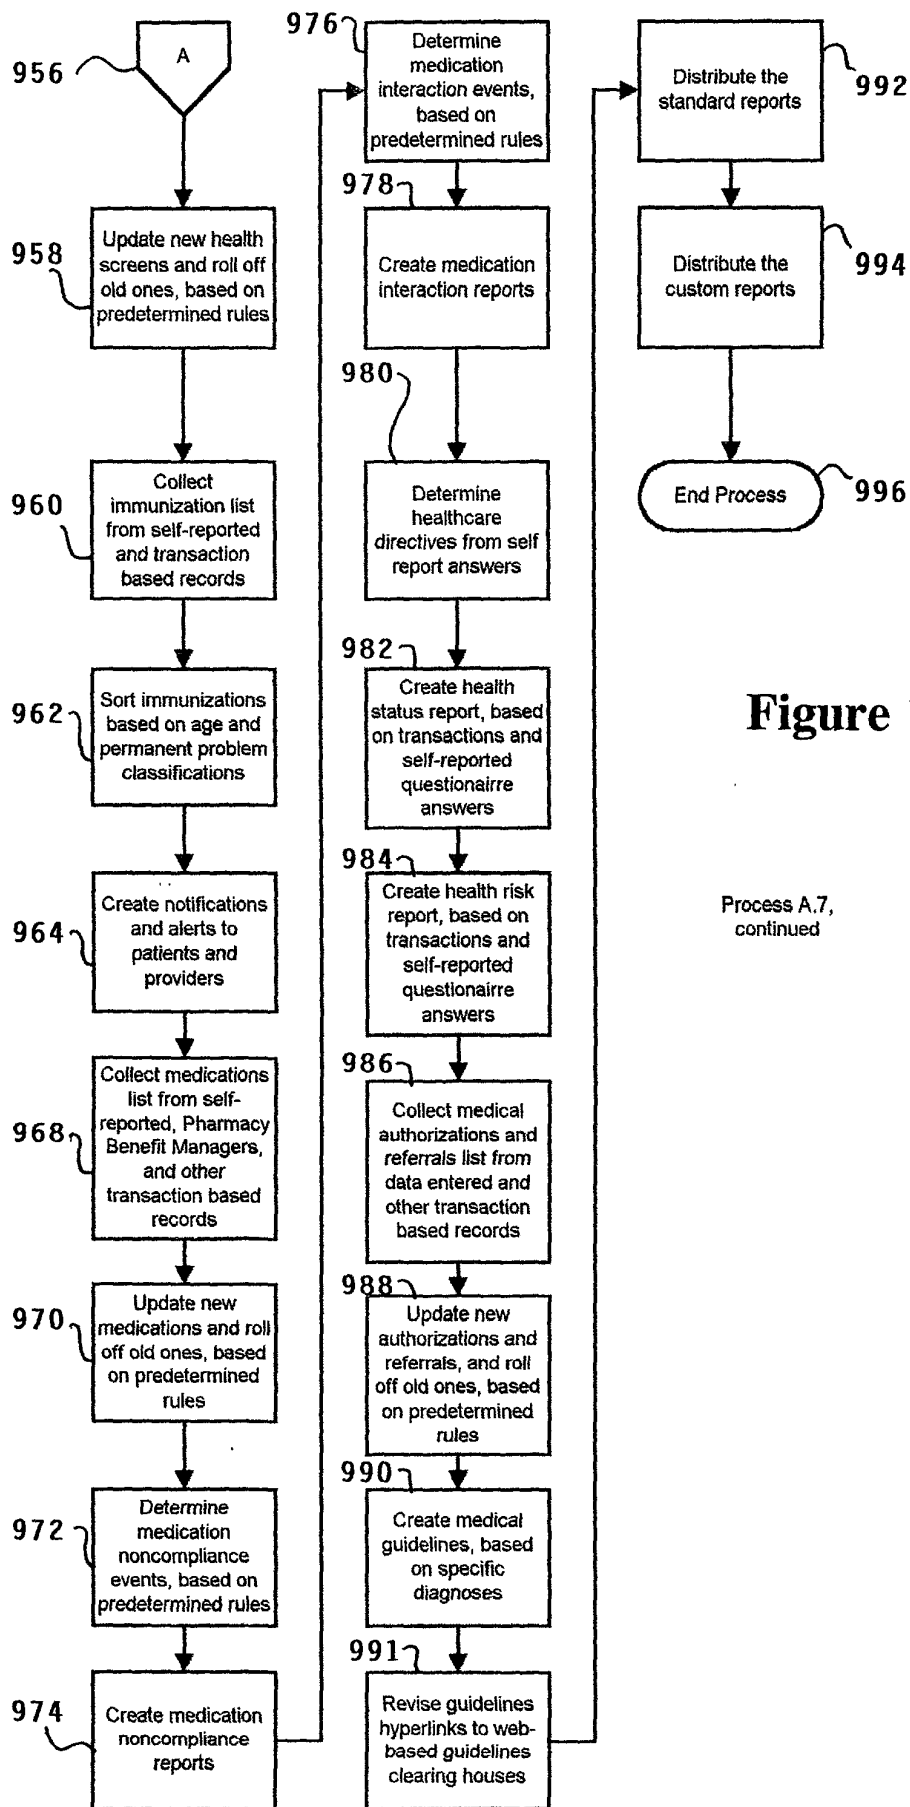 956
A
958
Update new health
screens and roll off
old ones, based on
predetermined rules
960
Collect
immunization list
from self-reported
and transaction
based records
962
Sort immunizations
based on age and
permanent problem
classifications
964
Create notifications
and alerts to
patients and
providers
968
Collect medications
list from self-
reported, Pharmacy
Benefit Managers,
and other
transaction based
records
970
Update new
medications and roll
off old ones, based
on predetermined
rules
972
Determine
medication
noncompliance
events, based on
predetermined rules
974
Create medication
noncompliance
reports
976
Determine
medication
interaction events,
based on
predetermined rules
978
Create medication
interaction reports
980
Determine
healthcare
directives from self
report answers
982
Create health
status report, based
on transactions and
self-reported
questionairre
answers
984
Create health risk
report, based on
transactions and
self-reported
questionairre
answers
986
Collect medical
authorizations and
referrals list from
data entered and
other transaction
based records
988
Update new
authorizations and
referrals, and roll
off old ones, based
on predetermined
rules
990
Create medical
guidelines, based
on specific
diagnoses
991
Revise guidelines
hyperlinks to web-
based guidelines
clearing houses
992
Distribute the
standard reports
994
Distribute the
custom reports
996
End Process
Figure
Process A.7,
continued